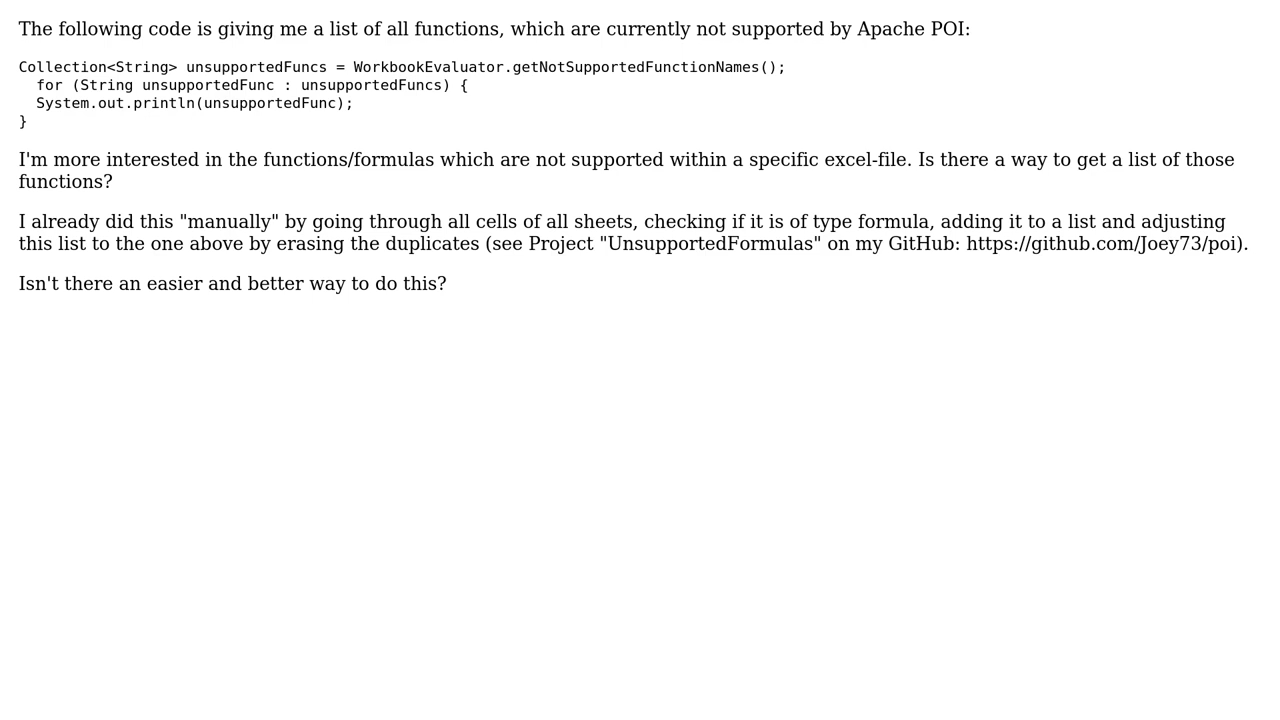 The following code is giving me a list of all functions, which are currently not supported by Apache POI:
Collection<String> unsupportedFuncs = WorkbookEvaluator.getNotSupportedFunctionNames();
  for (String unsupportedFunc : unsupportedFuncs) {
  System.out.println(unsupportedFunc);
}
I'm more interested in the functions/formulas which are not supported within a specific excel-file. Is there a way to get a list of those
functions?
I already did this "manually" by going through all cells of all sheets, checking if it is of type formula, adding it to a list and adjusting
this list to the one above by erasing the duplicates (see Project "UnsupportedFormulas" on my GitHub: https://github.com/Joey73/poi).
Isn't there an easier and better way to do this?